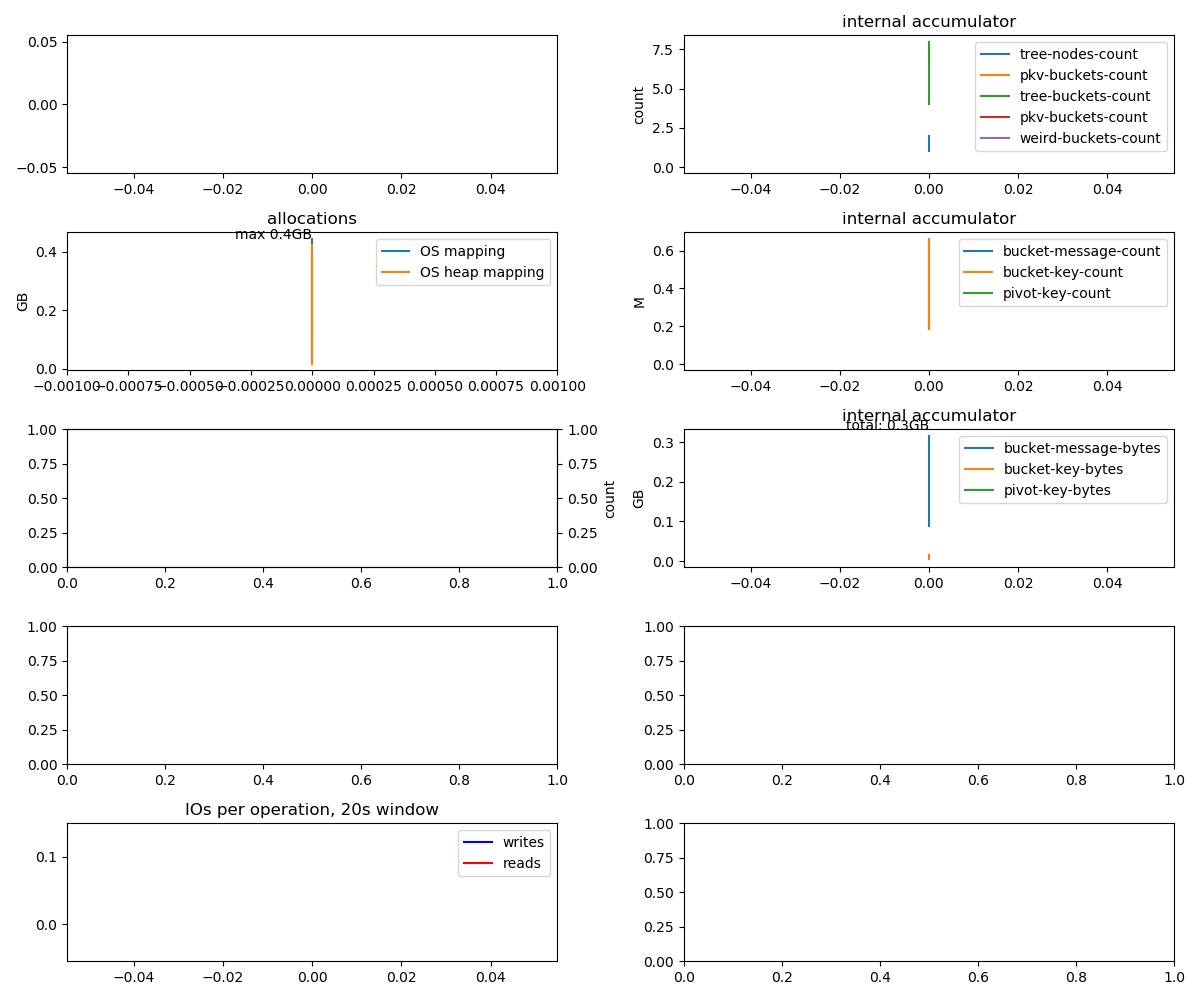 0.05
0.00
−0.05
−0.04 −0.02 0.00 0.02 0.04
internal accumulator
count
7.5
5.0
2.5
0.0
tree-nodes-count
pkv-buckets-count
tree-buckets-count
pkv-buckets-count
weird-buckets-count
−0.04 −0.02 0.00 0.02 0.04
allocations
max 0.4GB
GB
0.4
0.2
0.0
OS mapping
OS heap mapping
−0.00100 −0.00075 −0.00050 −0.00025 0.00000 0.00025 0.00050 0.00075 0.00100
internal accumulator
M
0.6
0.4
0.2
0.0
bucket-message-count
bucket-key-count
pivot-key-count
−0.04 −0.02 0.00 0.02 0.04
1.00
0.75
0.50
0.25
0.00
0.0 0.2 0.4 0.6 0.8 1.0
1.00
0.75
0.50
0.25
0.00
count
internal accumulator
total: 0.3GB
GB
0.3
0.2
0.1
0.0
bucket-message-bytes
bucket-key-bytes
pivot-key-bytes
−0.04 −0.02 0.00 0.02 0.04
1.00
0.75
0.50
0.25
0.00
0.0 0.2 0.4 0.6 0.8 1.0
1.00
0.75
0.50
0.25
0.00
0.0 0.2 0.4 0.6 0.8 1.0
IOs per operation, 20s window
0.1
0.0
writes
reads
−0.04 −0.02 0.00 0.02 0.04
1.00
0.75
0.50
0.25
0.00
0.0 0.2 0.4 0.6 0.8 1.0